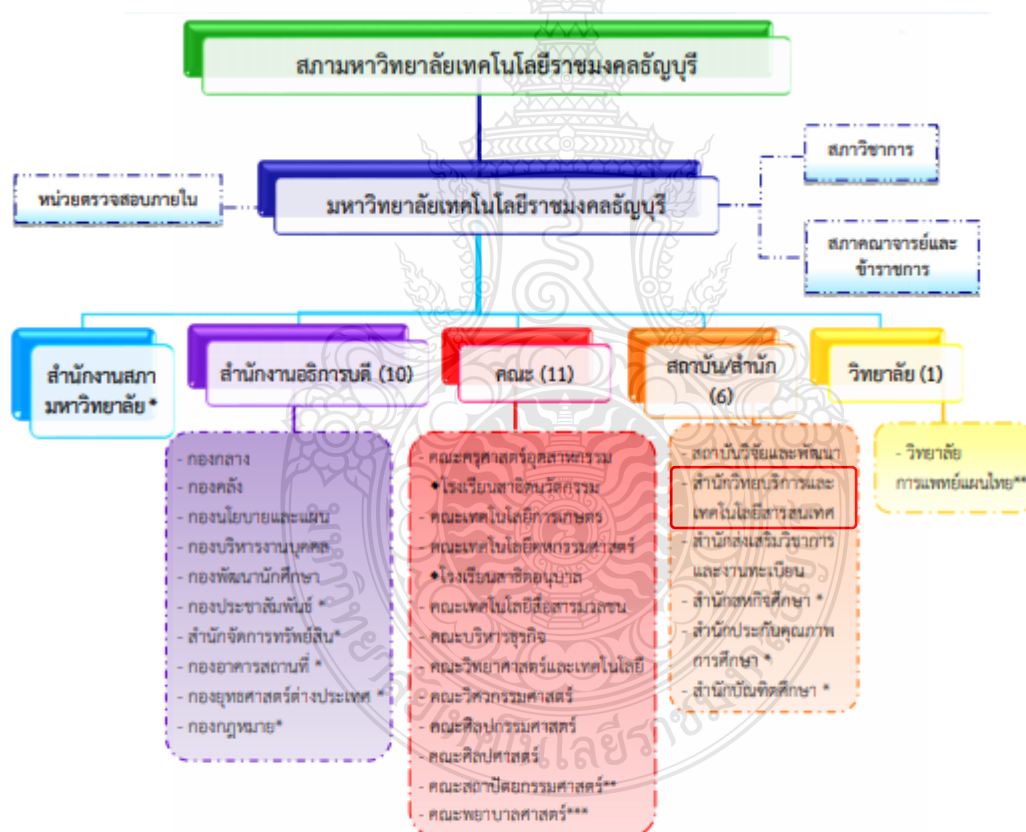 สภามหาวิทยาลัยเทคโนโลยีราชมงคลธัญบุรี
สภาวิชาการ
หน่วยตรวจสอบภายใน
มหาวิทยาลัยเทคโนโลยีราชมงคลธัญบุรี
สภาคณาจารย์และ
ข้าราชการ
สำนักงานสภา
มหาวิทยาลัย *
สำนักงานอธิการบดี (10)
คณะ (11)
สถาบัน/สำนัก
(6)
วิทยาลัย (1)
- กองกลาง
- กองคลัง
- กองนโยบายและแผน
- กองบริหารงานบุคคล
- กองพัฒนานักศึกษา
- กองประชาสัมพันธ์ *
- สำนักจัดการทรัพย์สิน*
- กองอาคารสถานที่ *
- กองยุทธศาสตร์ต่างประเทศ *
- กองกฎหมาย*
- คณะครุศาสตร์อุตสาหกรรม
♦โรงเรียนสาธิตนวัตกรรม
- คณะเทคโนโลยีการเกษตร
- คณะเทคโนโลยีคหกรรมศาสตร์
♦โรงเรียนสาธิตอนุบาล
- คณะเทคโนโลยีสื่อสารมวลชน
- คณะบริหารธุรกิจ
- คณะวิทยาศาสตร์และเทคโนโลยี
- คณะวิศวกรรมศาสตร์
- คณะศิลปกรรมศาสตร์
- คณะศิลปศาสตร์
- คณะสถาปัตยกรรมศาสตร์**
- คณะพยาบาลศาสตร์***
- สถาบันวิจัยและพัฒนา
- สำนักวิทยบริการและ
เทคโนโลยีสารสนเทศ
- สำนักส่งเสริมวิชาการ
และงานทะเบียน
- สำนักสหกิจศึกษา *
- สำนักประกันคุณภาพ
การศึกษา *
- สำนักบัณฑิตศึกษา *
- วิทยาลัย
การแพทย์แผนไทย**